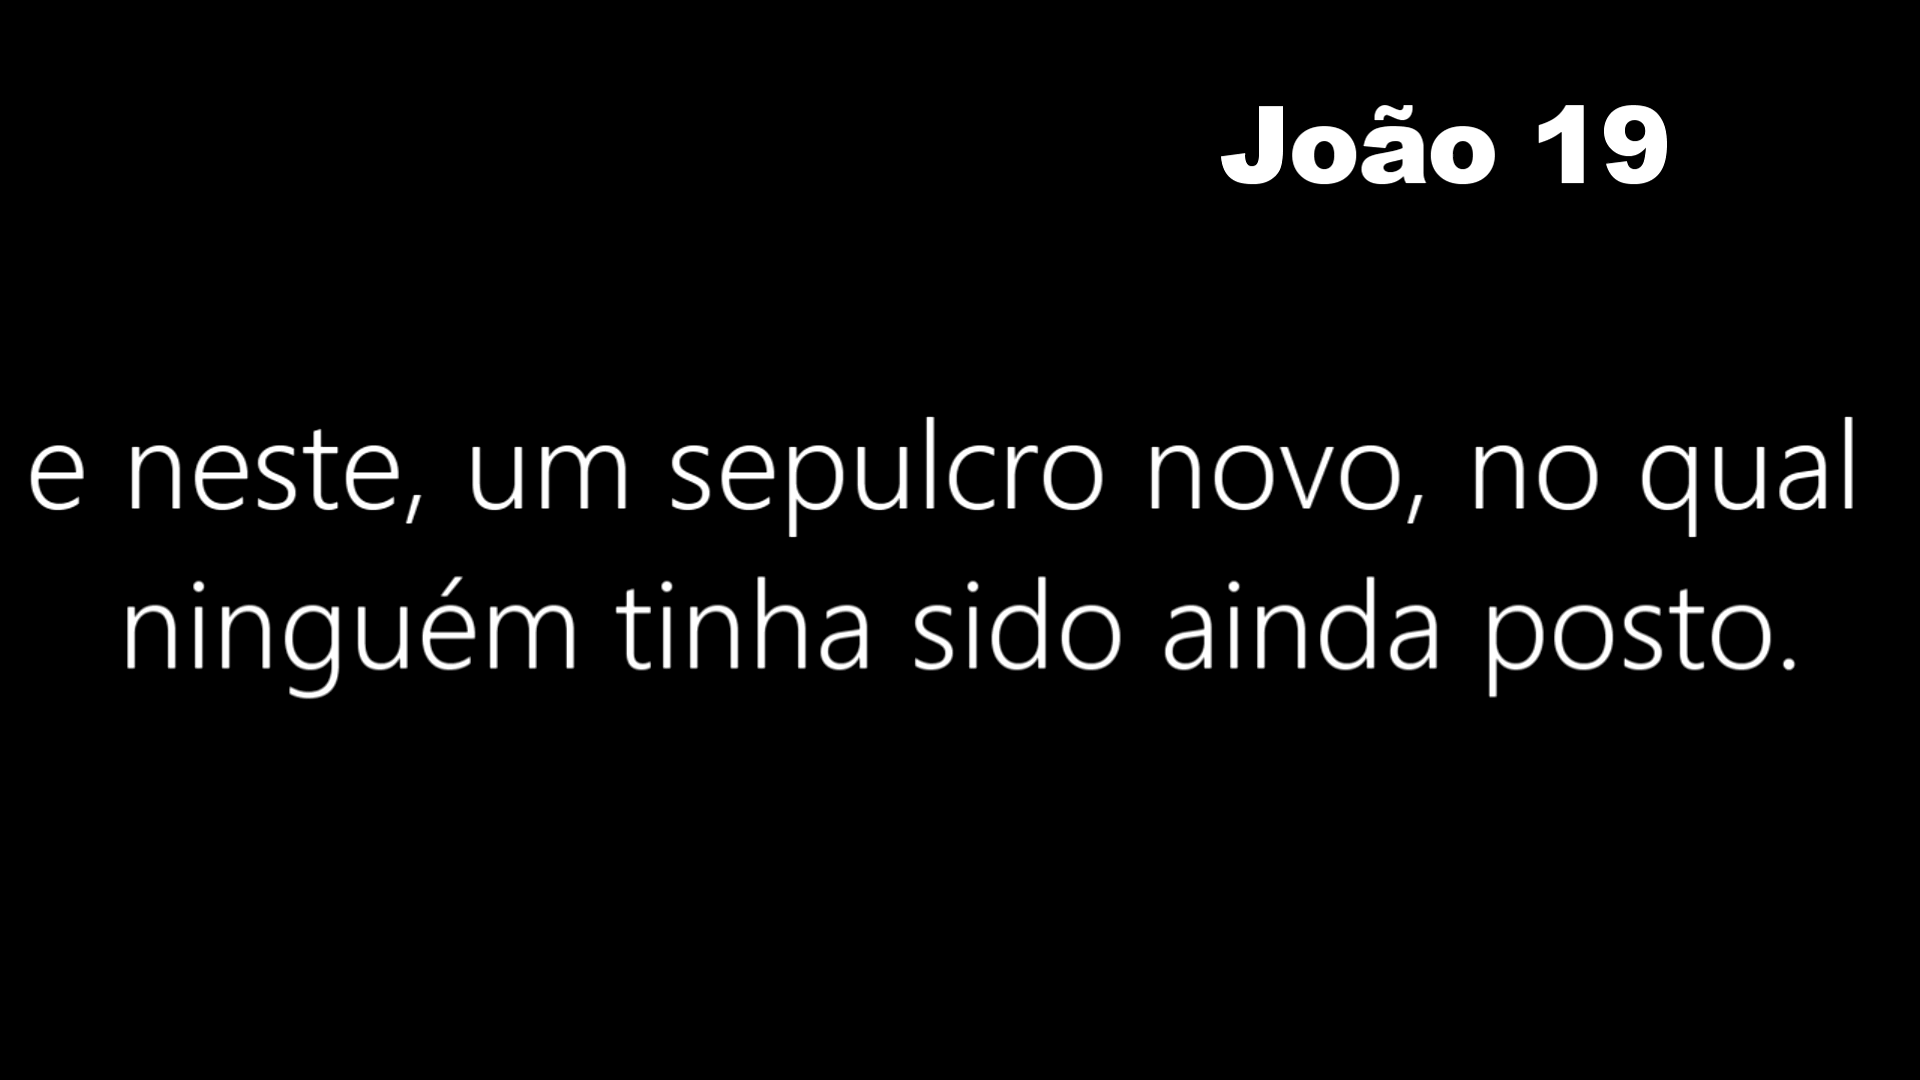 João 19
e neste, um sepulcro novo, no qual
ninguém tinha sido ainda posto.